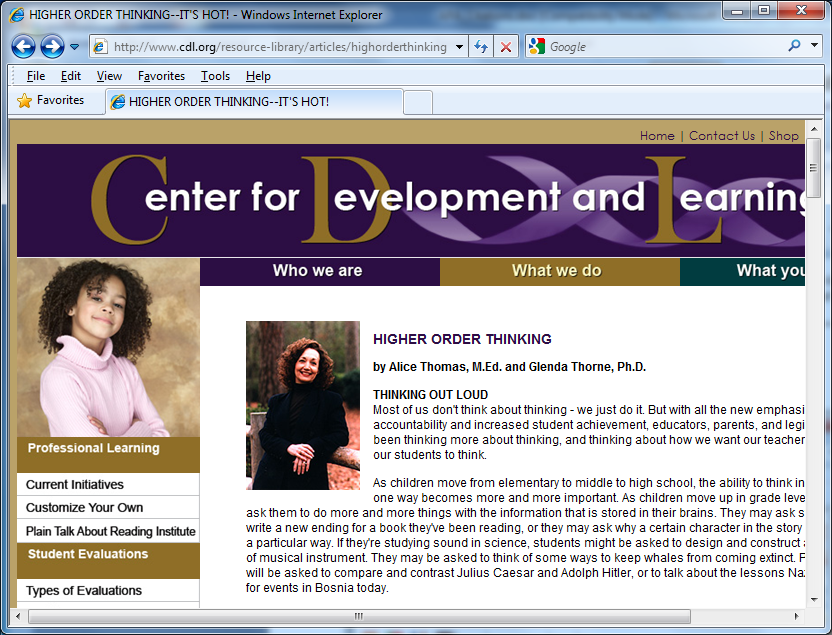 HIGHER ORDER THINKING--IT'S HOT! - Windows Internet Explorer
http://www.cdl.org/resource-library/articles/highorderthinking
Google
File Edit View Favorites Tools Help
Favorites HIGHER ORDER THINKING--IT'S HOT!
Home | Contact Us | Shop
Center for Development and Learning
Who we are What we do What you
HIGHER ORDER THINKING
by Alice Thomas, M.Ed. and Glenda Thorne, Ph.D.
THINKING OUT LOUD
Most of us don't think about thinking - we just do it. But with all the new emphasi
accountability and increased student achievement, educators, parents, and legi
been thinking more about thinking, and thinking about how we want our teacher
our students to think.
As children move from elementary to middle to high school, the ability to think in
one way becomes more and more important. As children move up in grade leve
ask them to do more and more things with the information that is stored in their brains. They may ask s
write a new ending for a book they've been reading, or they may ask why a certain character in the story
a particular way. If they're studying sound in science, students might be asked to design and construct a
of musical instrument. They may be asked to think of some ways to keep whales from coming extinct. F
will be asked to compare and contrast Julius Caesar and Adolph Hitler, or to talk about the lessons Na
for events in Bosnia today.
Professional Learning
Current Initiatives
Customize Your Own
Plain Talk About Reading Institute
Student Evaluations
Types of Evaluations